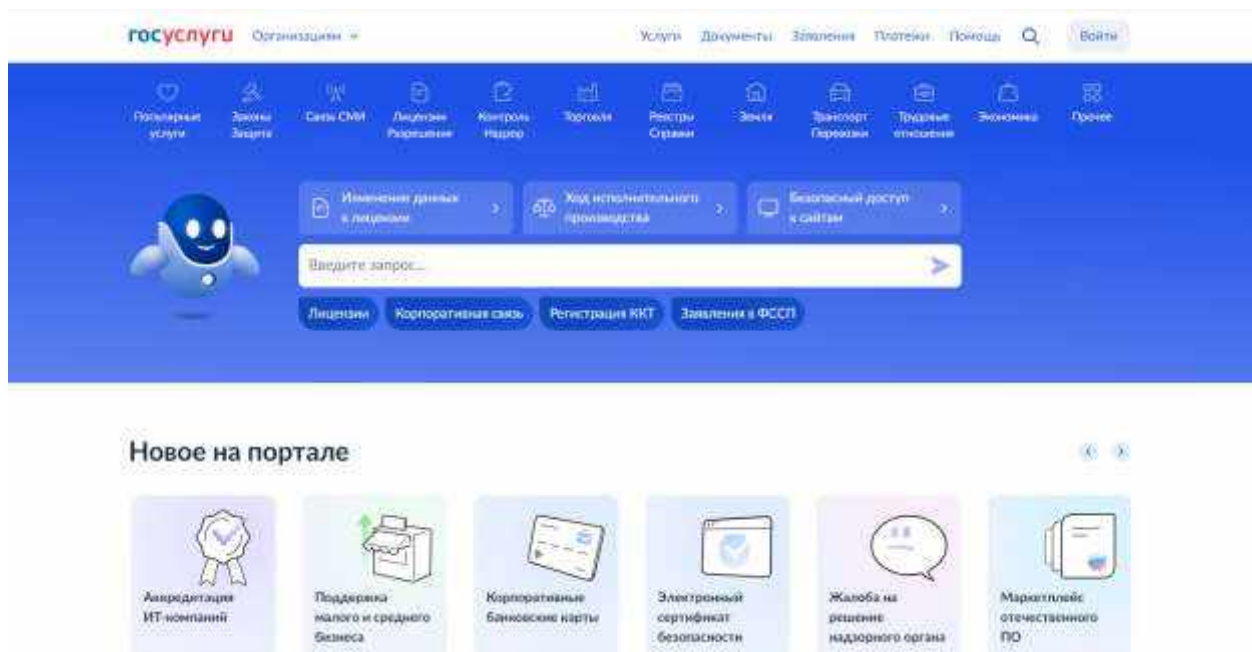 госуслуги Организациям
Услуги Документы Заявления Платежи Помощь Войти
Популярные услуги
Законы Защита
Связь СМИ
Лицензии Разрешения
Контроль Надзор
Торговля
Реестры Справки
Земля
Транспорт Перевозки
Трудовые отношения
Экономика
Прочее
Изменение данных
в лицензии
Ход исполнительного
производства
Безопасный доступ
к сайтам
Введите запрос...
Лицензии Корпоративная связь Регистрация ККТ Заявления в ФССП
Новое на портале
Аккредитация
ИТ-компаний
Поддержка
малого и среднего
бизнеса
Корпоративные
банковские карты
Электронный
сертификат
безопасности
Жалоба на
решение
надзорного органа
Маркетплейс
отечественного
ПО